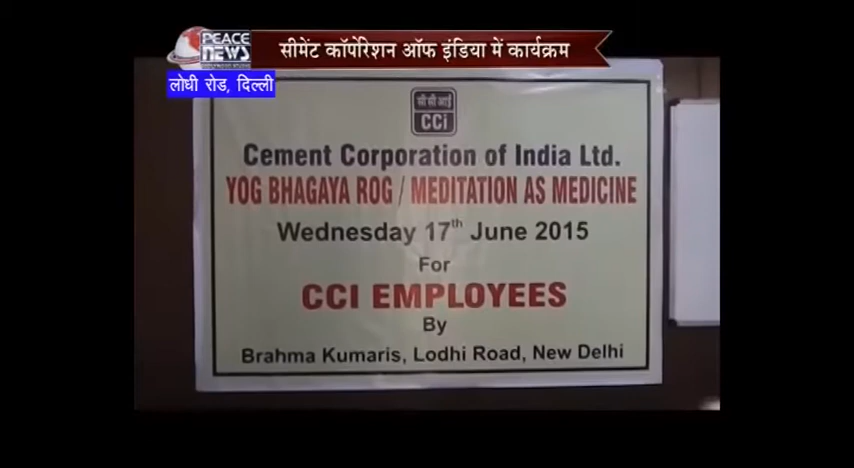 PEACE
NEWS
सीमेंट कॉर्पोरेशन ऑफ इंडिया में कार्यक्रम
लोधी रोड, दिल्ली
सी सी आई
CCI
Cement Corporation of India Ltd.
YOG BHAGAYA ROG / MEDITATION AS MEDICINE
Wednesday 17th June 2015
For
CCI EMPLOYEES
By
Brahma Kumaris, Lodhi Road, New Delhi